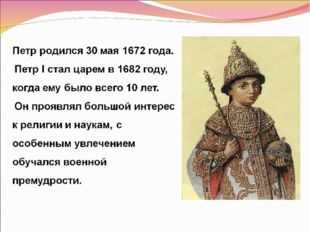 Петр родился 30 мая 1672 года.
Петр I стал царем в 1682 году,
когда ему было всего 10 лет.
Он проявлял большой интерес
к религии и наукам, с
особенным увлечением
обучался военной
премудрости.